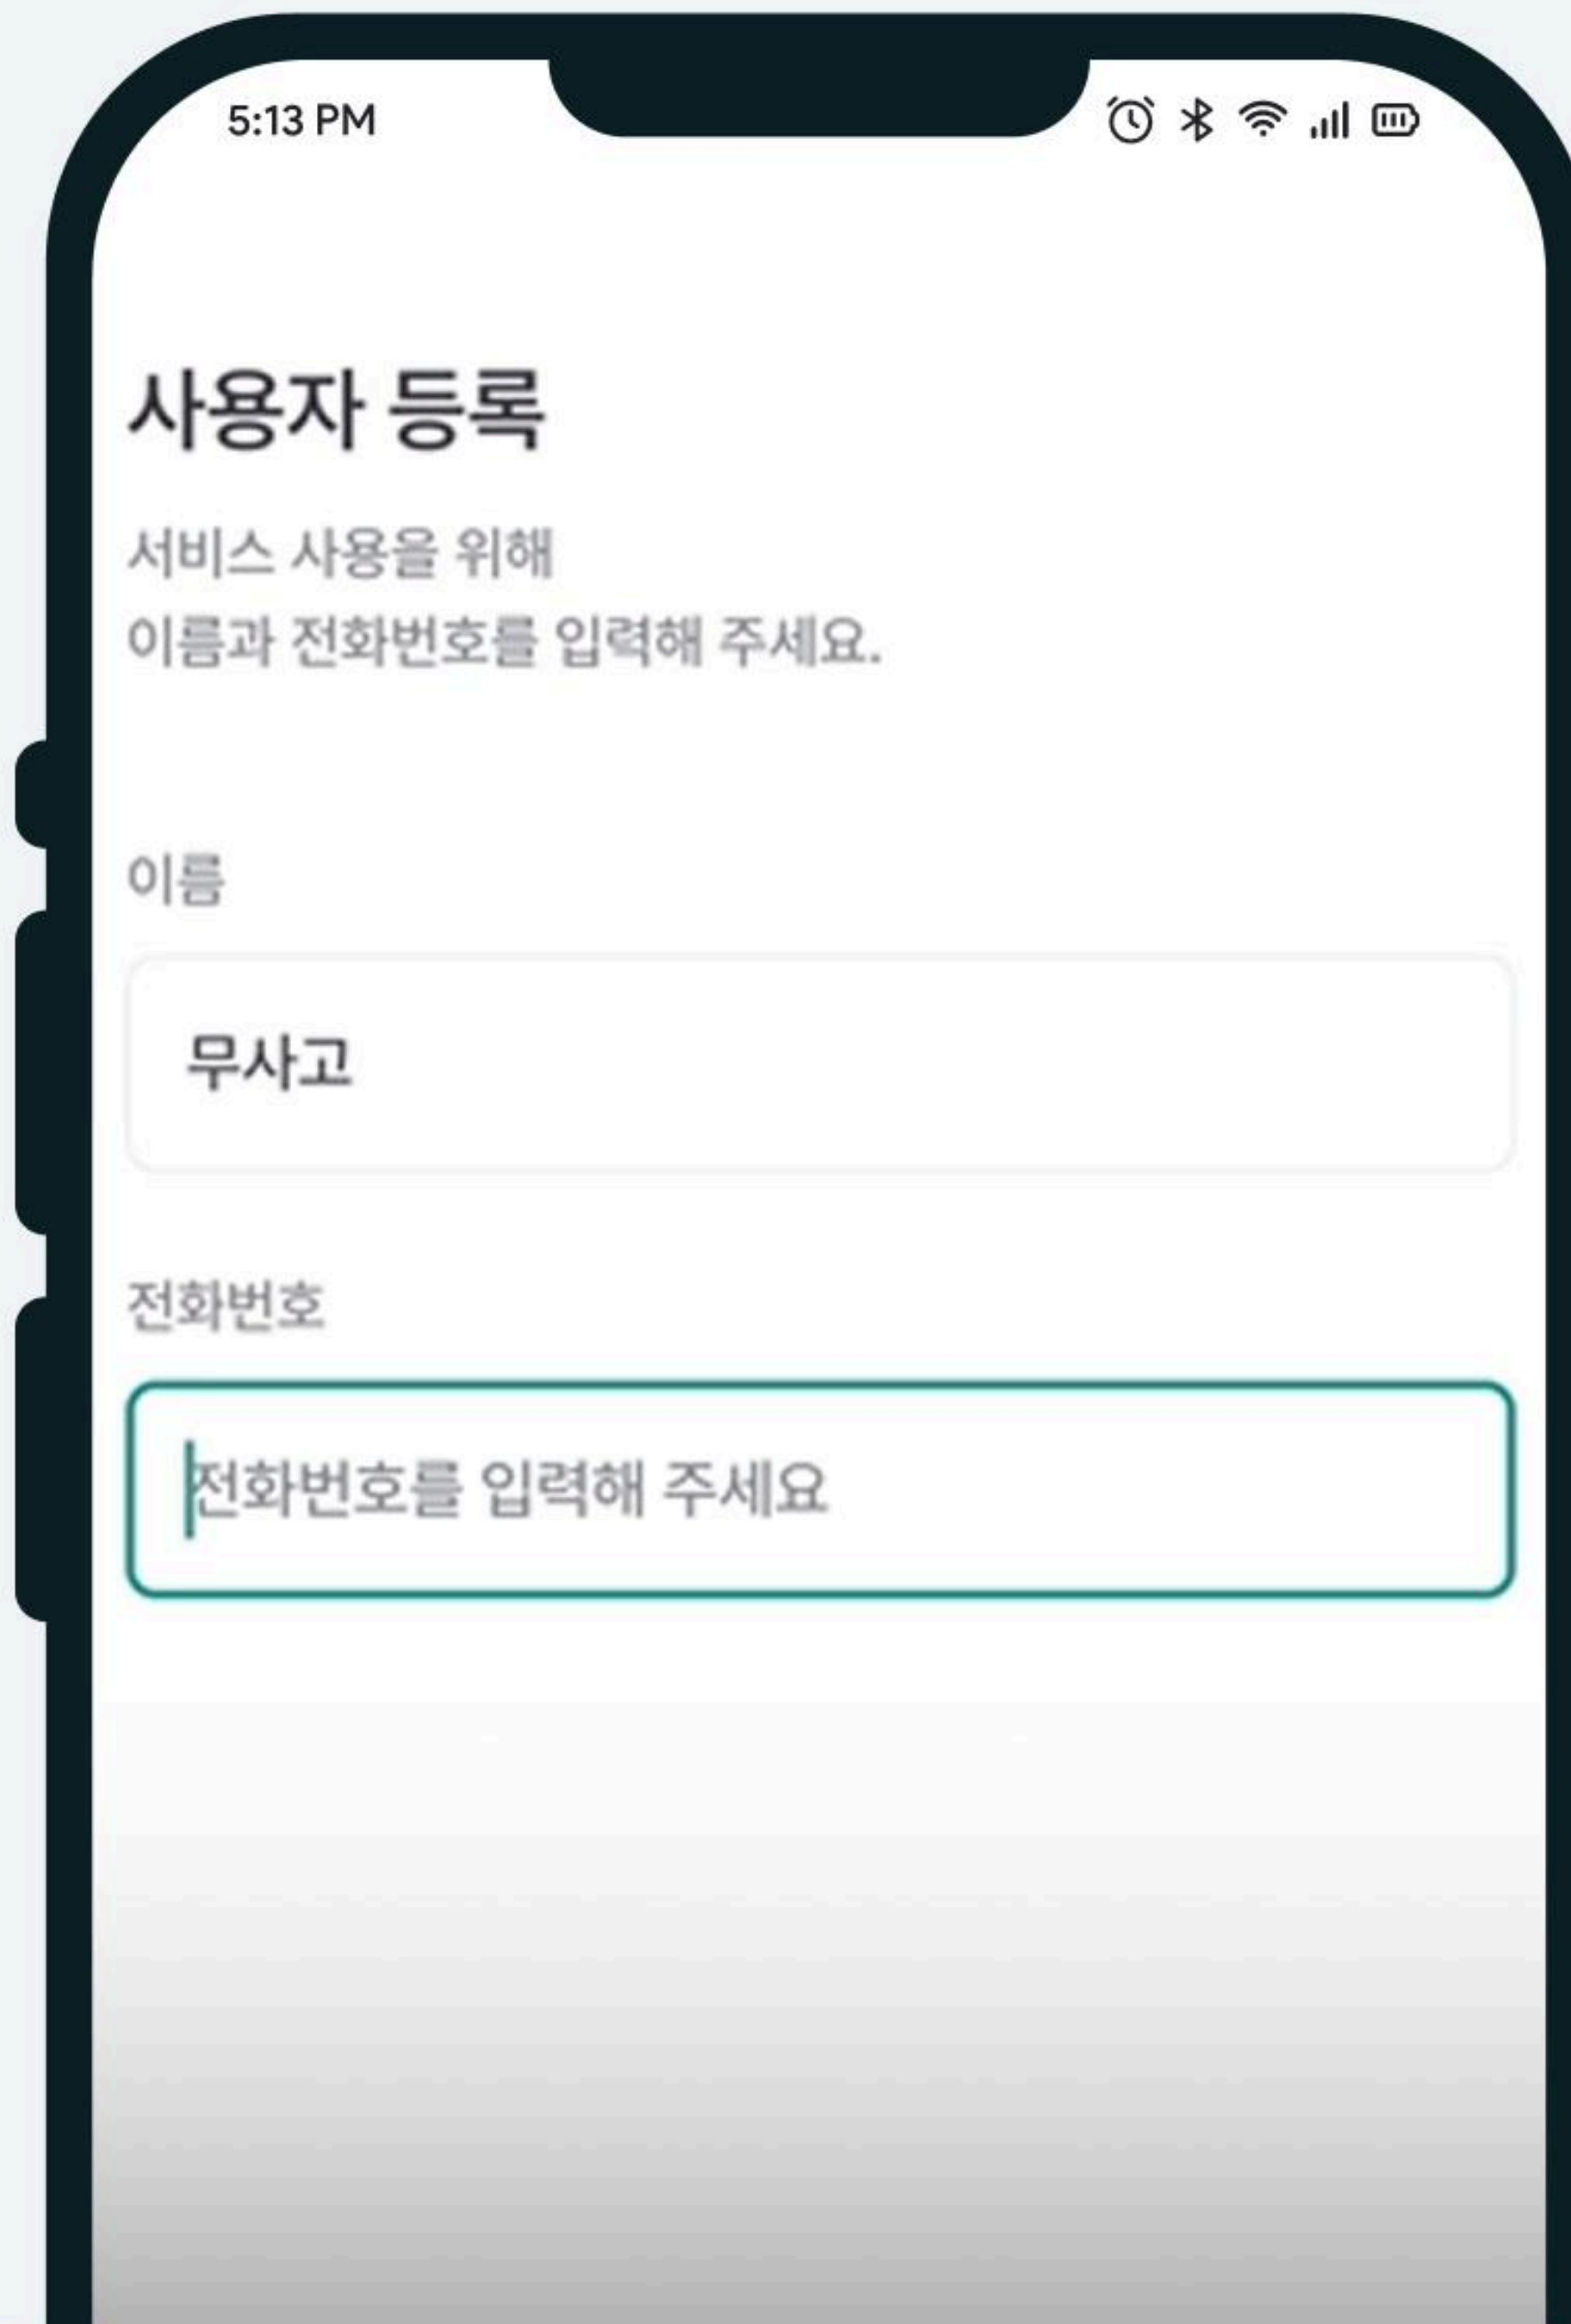 5:13 PM
사용자 등록
서비스 사용을 위해
이름과 전화번호를 입력해 주세요.
이름
무사고
전화번호
전화번호를 입력해 주세요